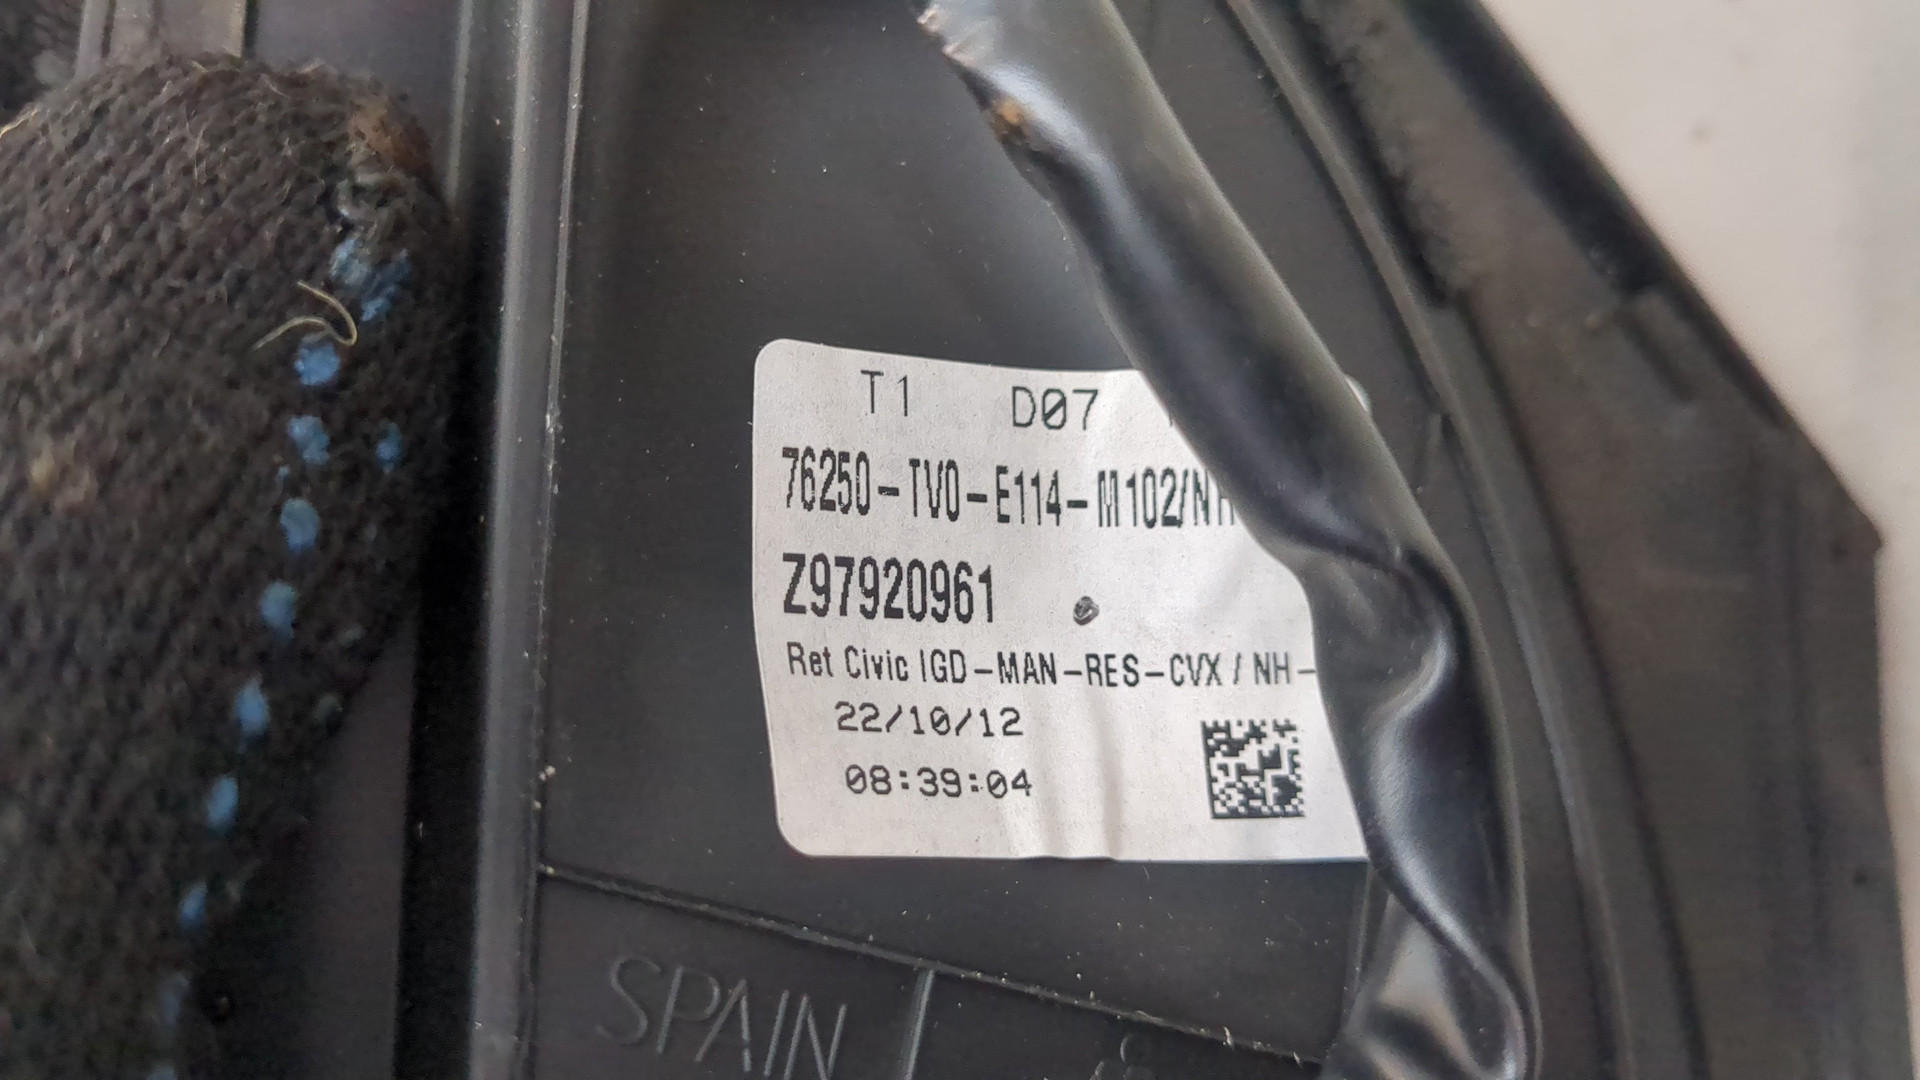 T1 D07
76250-TV0-E114-M102/NH
Z97920961
Ret Civic IGD-MAN-RES-CVX / NH-
22/10/12
08:39:04
SPAIN